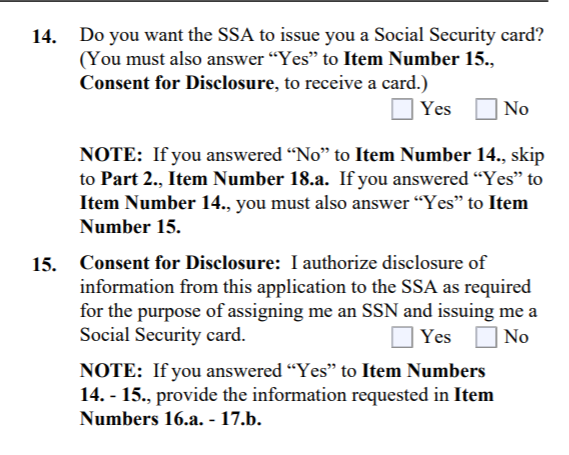 14. Do you want the SSA to issue you a Social Security card?
(You must also answer “Yes” to Item Number 15.,
Consent for Disclosure, to receive a card.)
Yes No
NOTE: If you answered “No” to Item Number 14., skip
to Part 2., Item Number 18.a. If you answered “Yes” to
Item Number 14., you must also answer “Yes” to Item
Number 15.
15. Consent for Disclosure: I authorize disclosure of
information from this application to the SSA as required
for the purpose of assigning me an SSN and issuing me a
Social Security card. Yes No
NOTE: If you answered “Yes” to Item Numbers
14. - 15., provide the information requested in Item
Numbers 16.a. - 17.b.